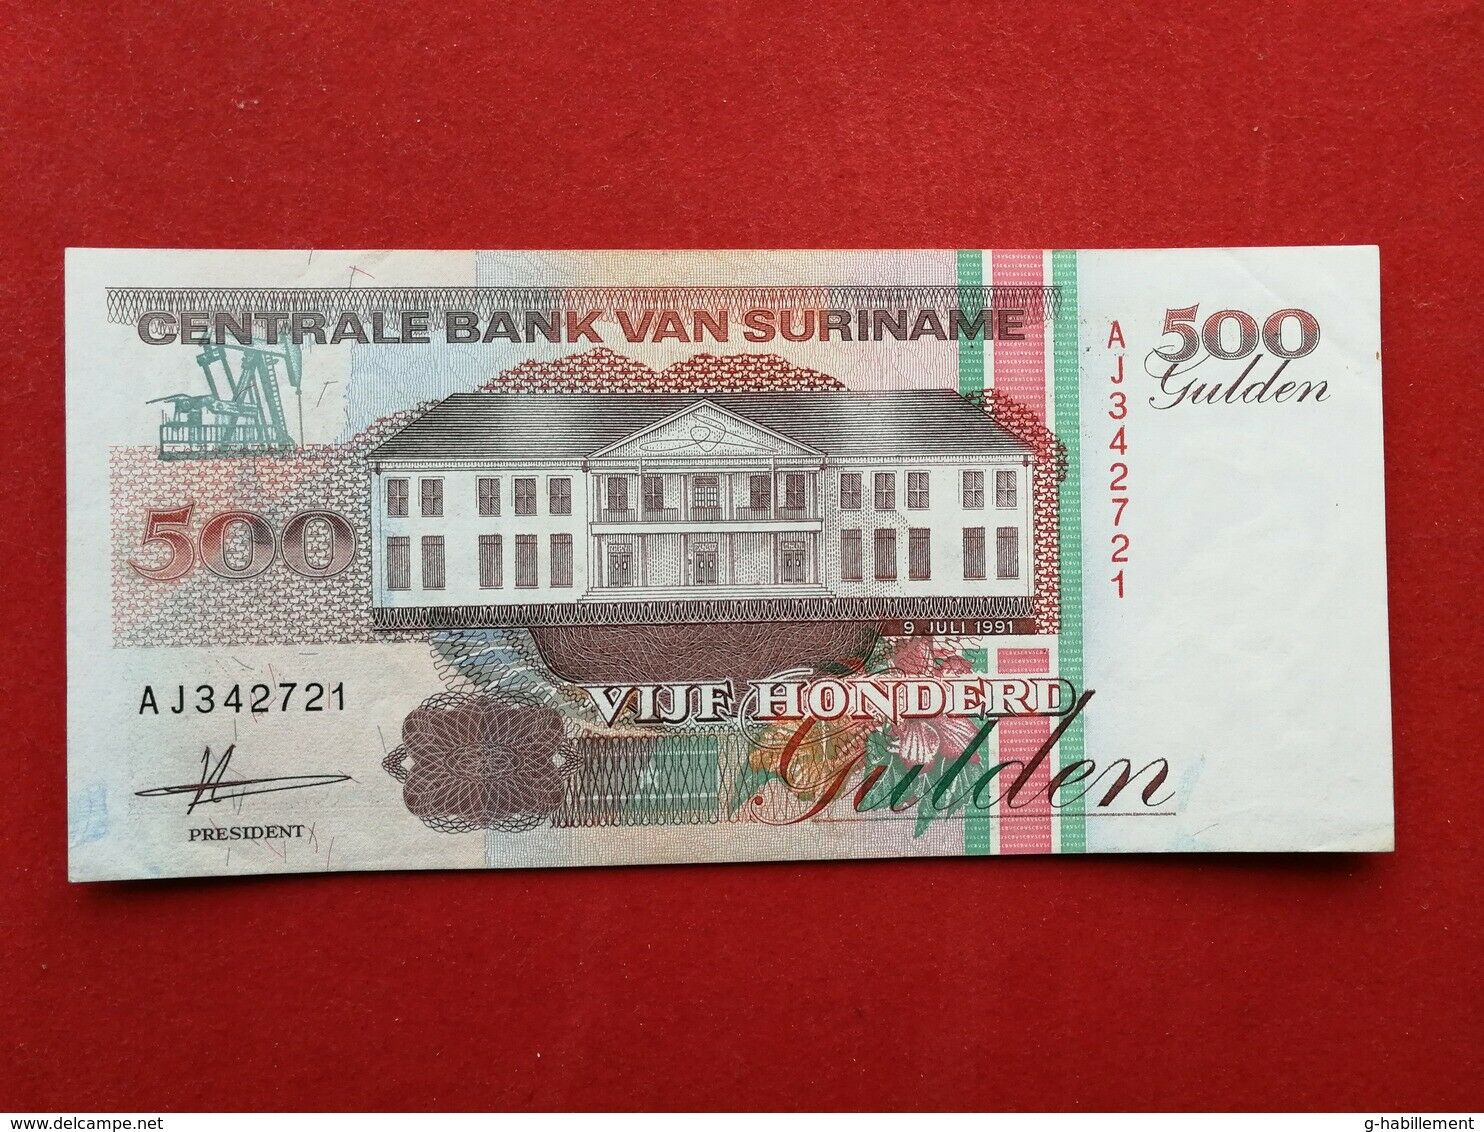 CENTRALE BANK VAN SURINAME
500
Gulden
AJ342721
500
9 JULI 1991
AJ342721
VIJF HONDERD
Gulden
PRESIDENT
www.delcampe.net
g-habillement